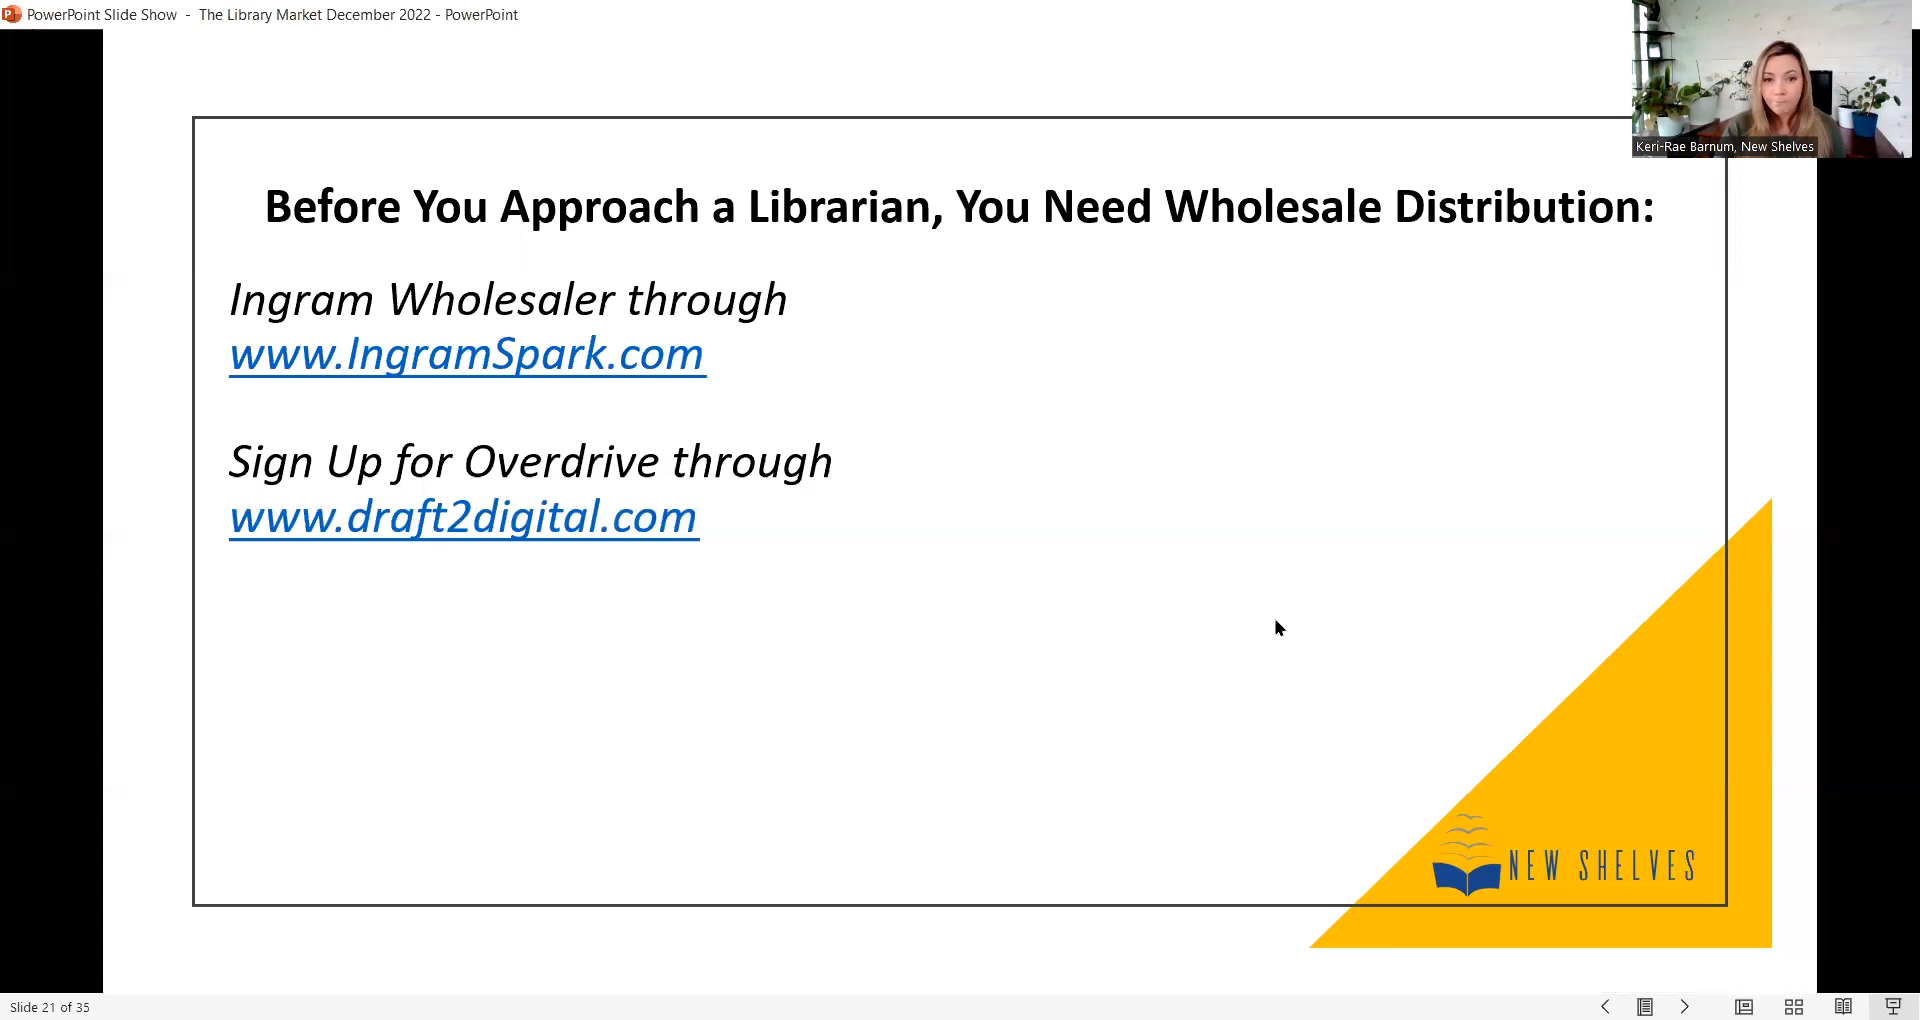 PowerPoint Slide Show - The Library Market December 2022 - PowerPoint
Keri-Rae Barnum, New Shelves
Before You Approach a Librarian, You Need Wholesale Distribution:
Ingram Wholesaler through
www.IngramSpark.com
Sign Up for Overdrive through
www.draft2digital.com
NEW SHELVES
Slide 21 of 35